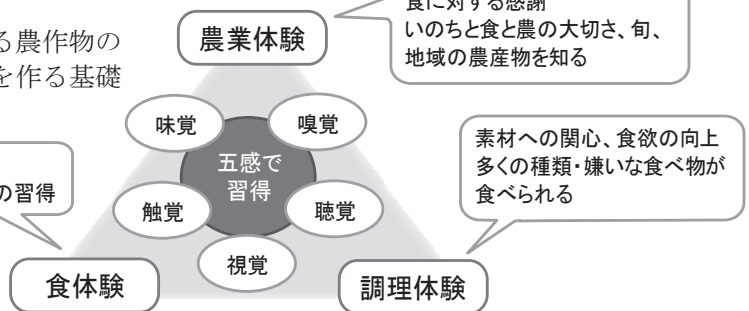 る農作物の
を作る基礎
食に対する感謝
いのちと食と農の大切さ、旬、
地域の農産物を知る
農業体験
味覚
嗅覚
五感で
習得
触覚
聴覚
視覚
素材への関心、食欲の向上
多くの種類・嫌いな食べ物が
食べられる
の習得
食体験
調理体験